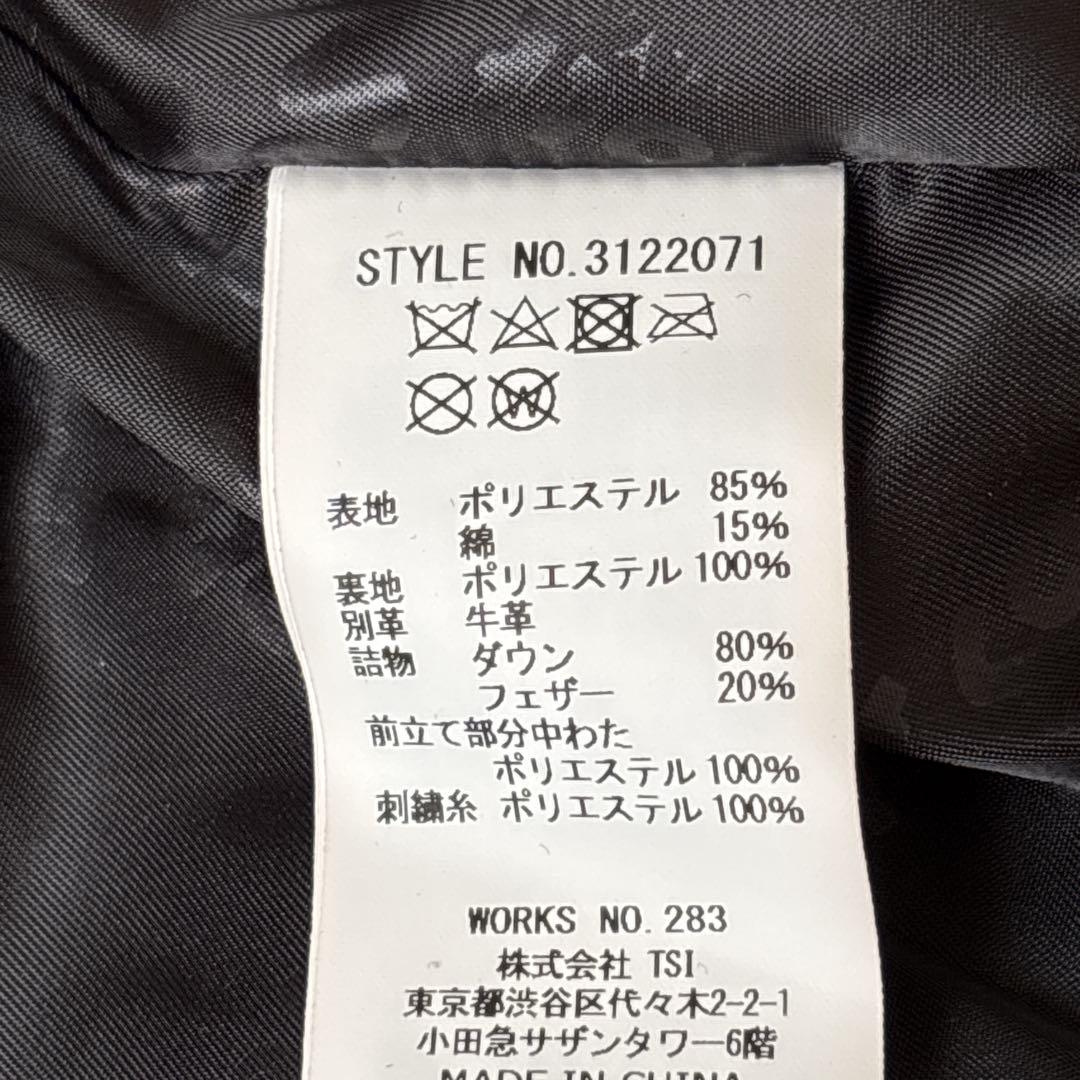 STYLE NO.3122071
表地 ポリエステル 85%
綿 15%
裏地 ポリエステル 100%
別革 牛革
詰物 ダウン 80%
フェザー 20%
前立て部分中わた
ポリエステル 100%
刺繍糸 ポリエステル 100%
WORKS NO. 283
株式会社 TSI
東京都渋谷区代々木2-2-1
小田急サザンタワー6階
MADE IN CHINA